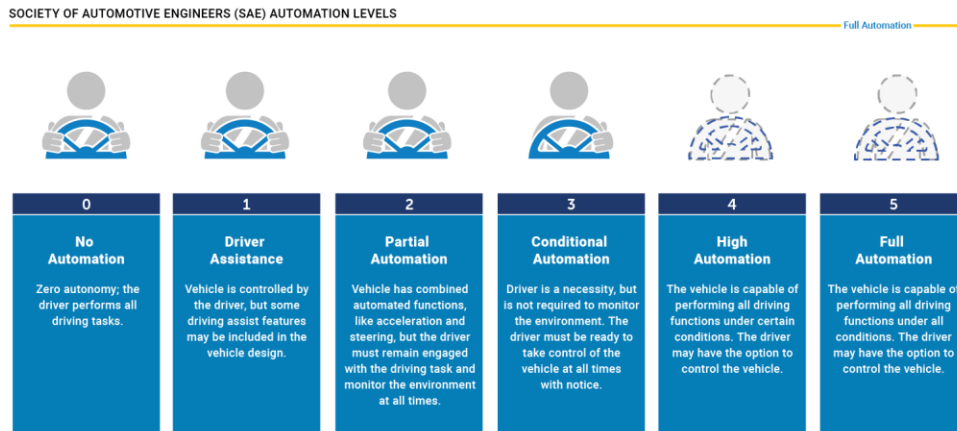 SOCIETY OF AUTOMOTIVE ENGINEERS (SAE) AUTOMATION LEVELS
Full Automation
0
No
Automation
Zero autonomy; the
driver performs all
driving tasks.
1
Driver
Assistance
Vehicle is controlled by
the driver, but some
driving assist features
may be included in the
vehicle design.
2
Partial
Automation
Vehicle has combined
automated functions,
like acceleration and
steering, but the driver
must remain engaged
with the driving task and
monitor the environment
at all times.
3
Conditional
Automation
Driver is a necessity, but
is not required to monitor
the environment. The
driver must be ready to
take control of the
vehicle at all times
with notice.
4
High
Automation
The vehicle is capable of
performing all driving
functions under certain
conditions. The driver
may have the option to
control the vehicle.
5
Full
Automation
The vehicle is capable of
performing all driving
functions under all
conditions. The driver
may have the option to
control the vehicle.